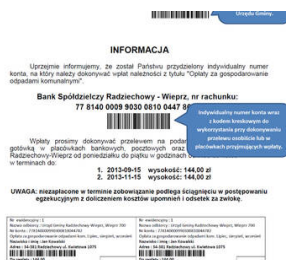 Urzędu Gminy.
INFORMACJA
Uprzejmie informujemy, że został Państwu przydzielony indywidualny numer
konta, na który należy dokonywać wpłat należności z tytułu "Opłaty za gospodarowanie
odpadami komunalnymi".
Bank Spółdzielczy Radziechowy - Wieprz, nr rachunku:
77 8140 0009 9030 0810 0447
Indywidualny numer konta wraz
z kodem kreskowym do
wykorzystania przy dokonywaniu
przelewu osobiście lub w
placówkach przyjmujących wpłaty.
Wpłaty prosimy dokonywać przelewem na
gotówką w placówkach bankowych, pocztowych oraz
Radziechowy-Wieprz od poniedziałku do piątku w godzinach
w terminach do:
1. 2013-09-15 wysokość: 144,00 zł
2. 2013-11-15 wysokość: 144,00 zł
UWAGA: niezapłacone w terminie zobowiązanie podlega ściągnięciu w postępowaniu
egzekucyjnym z doliczeniem kosztów upomnień i odsetek za zwłokę.